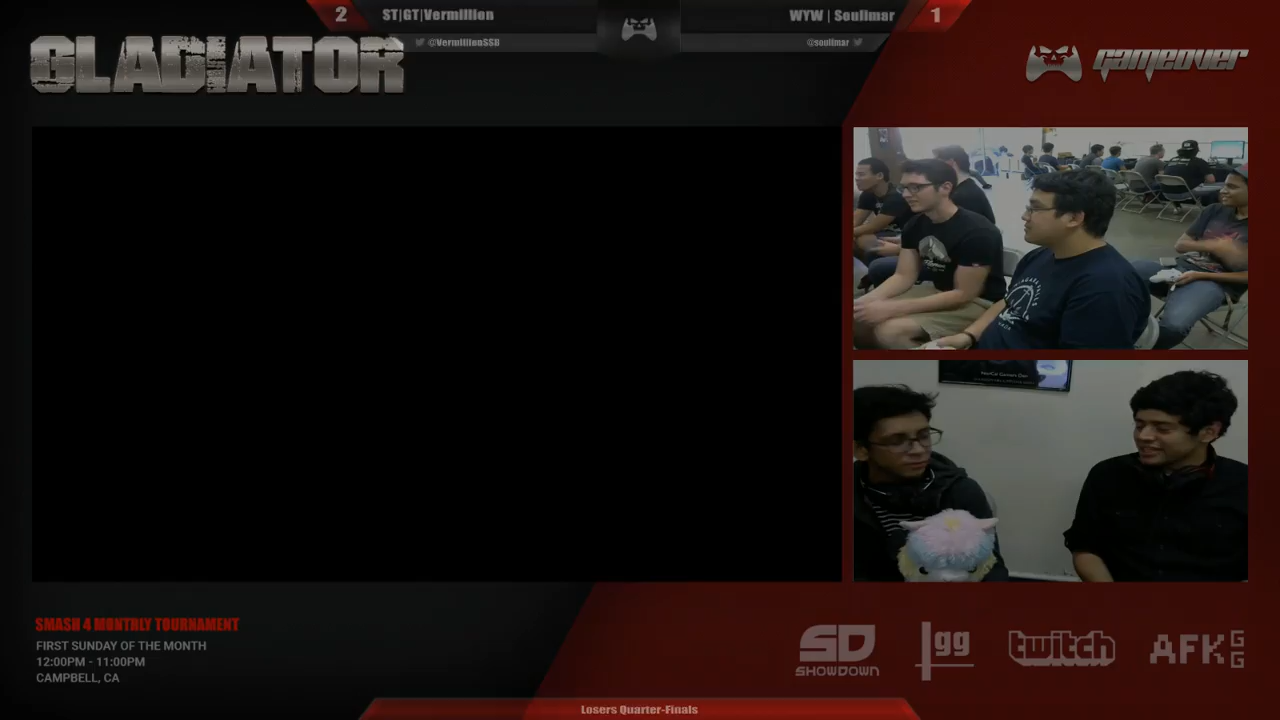 2
ST|GT|Vermillion
WYW | Soulimar
1
@VermillionSSB
@soulimar
GLADIATOR
gameover
SMASH 4 MONTHLY TOURNAMENT
FIRST SUNDAY OF THE MONTH
12:00PM - 11:00PM
CAMPBELL, CA
SD
SHOWDOWN
gg
twitch
AFK GG
Losers Quarter-Finals